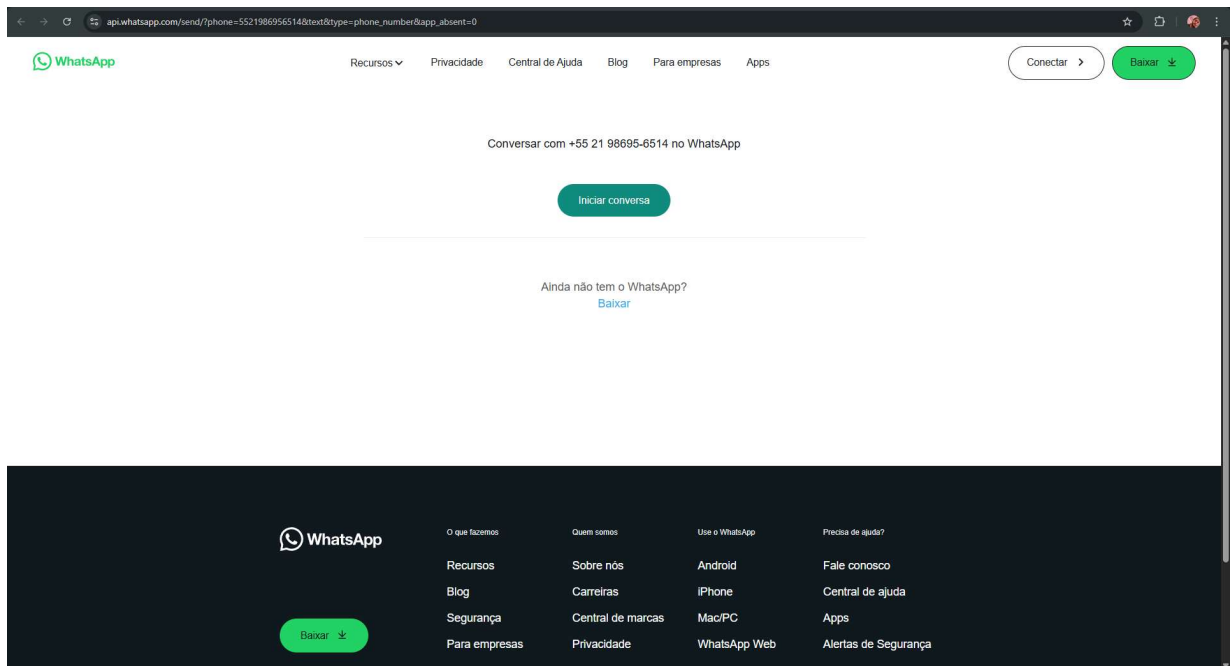 api.whatsapp.com/send/?phone=5521986956514&text&type=phone_number&app_absent=0
WhatsApp
Recursos
Privacidade
Central de Ajuda
Blog
Para empresas
Apps
Conectar
Baixar
Conversar com +55 21 98695-6514 no WhatsApp
Iniciar conversa
Ainda não tem o WhatsApp?
Baixar
WhatsApp
Baixar
O que fazemos
Recursos
Blog
Segurança
Para empresas
Quem somos
Sobre nós
Carreiras
Central de marcas
Privacidade
Use o WhatsApp
Android
iPhone
Mac/PC
WhatsApp Web
Precisa de ajuda?
Fale conosco
Central de ajuda
Apps
Alertas de Segurança